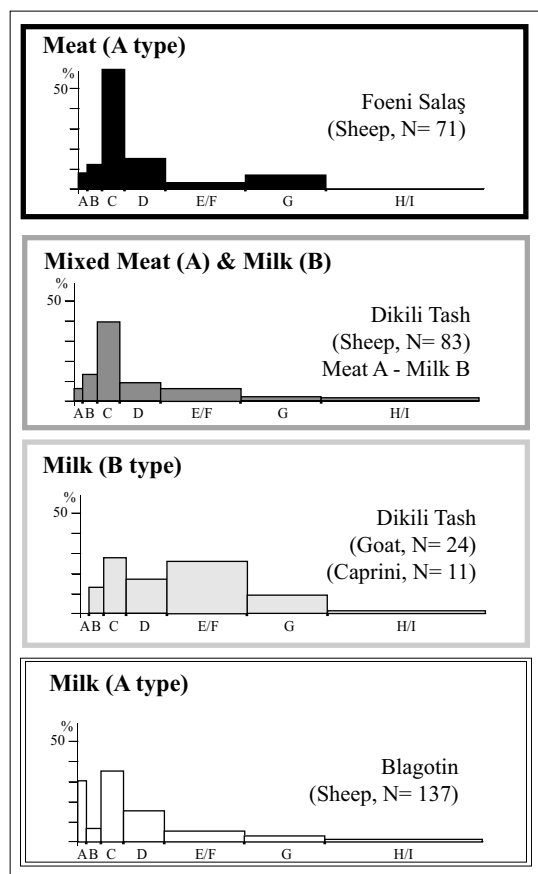 Meat (A type)
%
50
Foeni Salaş
(Sheep, N= 71)
A B C D E/F G H/I
Mixed Meat (A) & Milk (B)
%
50
Dikili Tash
(Sheep, N= 83)
Meat A - Milk B
A B C D E/F G H/I
Milk (B type)
%
50
Dikili Tash
(Goat, N= 24)
(Caprini, N= 11)
A B C D E/F G H/I
Milk (A type)
%
50
Blagotin
(Sheep, N= 137)
A B C D E/F G H/I